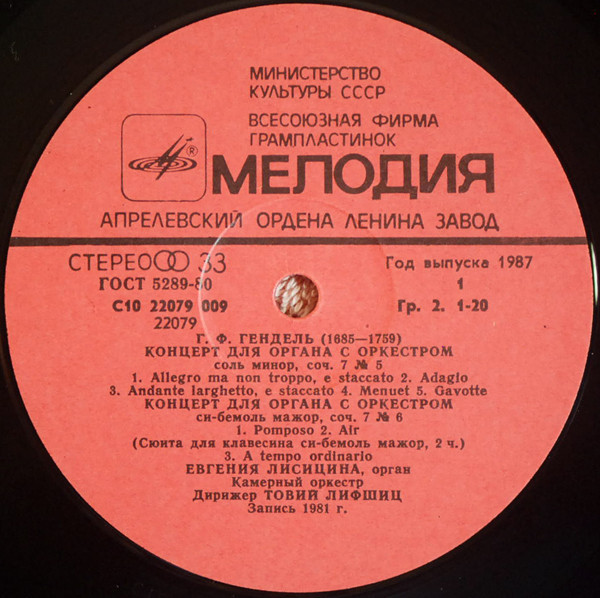 МИНИСТЕРСТВО
КУЛЬТУРЫ СССР
ВСЕСОЮЗНАЯ ФИРМА
ГРАМПЛАСТИНОК
®
МЕЛОДИЯ
АПРЕЛЕВСКИЙ ОРДЕНА ЛЕНИНА ЗАВОД
СТЕРЕО 33
Год выпуска 1987
ГОСТ 5289-80
1
С10 22079 009
Гр. 2. 1-20
22079
Г. Ф. ГЕНДЕЛЬ (1685—1759)
КОНЦЕРТ ДЛЯ ОРГАНА С ОРКЕСТРОМ
соль минор, соч. 7 № 5
1. Allegro ma non troppo, e staccato 2. Adagio
3. Andante larghetto, e staccato 4. Menuet 5. Gavotte
КОНЦЕРТ ДЛЯ ОРГАНА С ОРКЕСТРОМ
си-бемоль мажор, соч. 7 № 6
1. Pomposo 2. Air
(Сюита для клавесина си-бемоль мажор, 2 ч.)
3. A tempo ordinario
ЕВГЕНИЯ ЛИСИЦИНА, орган
Камерный оркестр
Дирижер ТОВИЙ ЛИФШИЦ
Запись 1981 г.